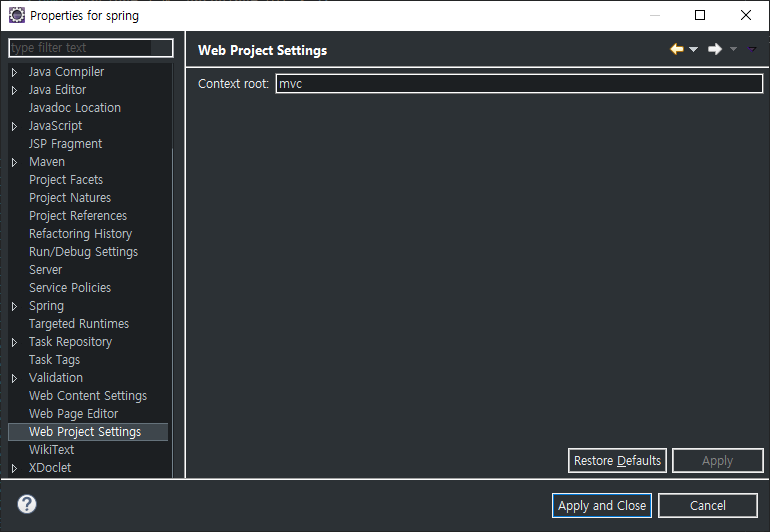 Properties for spring
type filter text
Java Compiler
Java Editor
Javadoc Location
JavaScript
JSP Fragment
Maven
Project Facets
Project Natures
Project References
Refactoring History
Run/Debug Settings
Server
Service Policies
Spring
Targeted Runtimes
Task Repository
Task Tags
Validation
Web Content Settings
Web Page Editor
Web Project Settings
WikiText
XDoclet
Web Project Settings
Context root: mvc
Restore Defaults
Apply
?
Apply and Close
Cancel